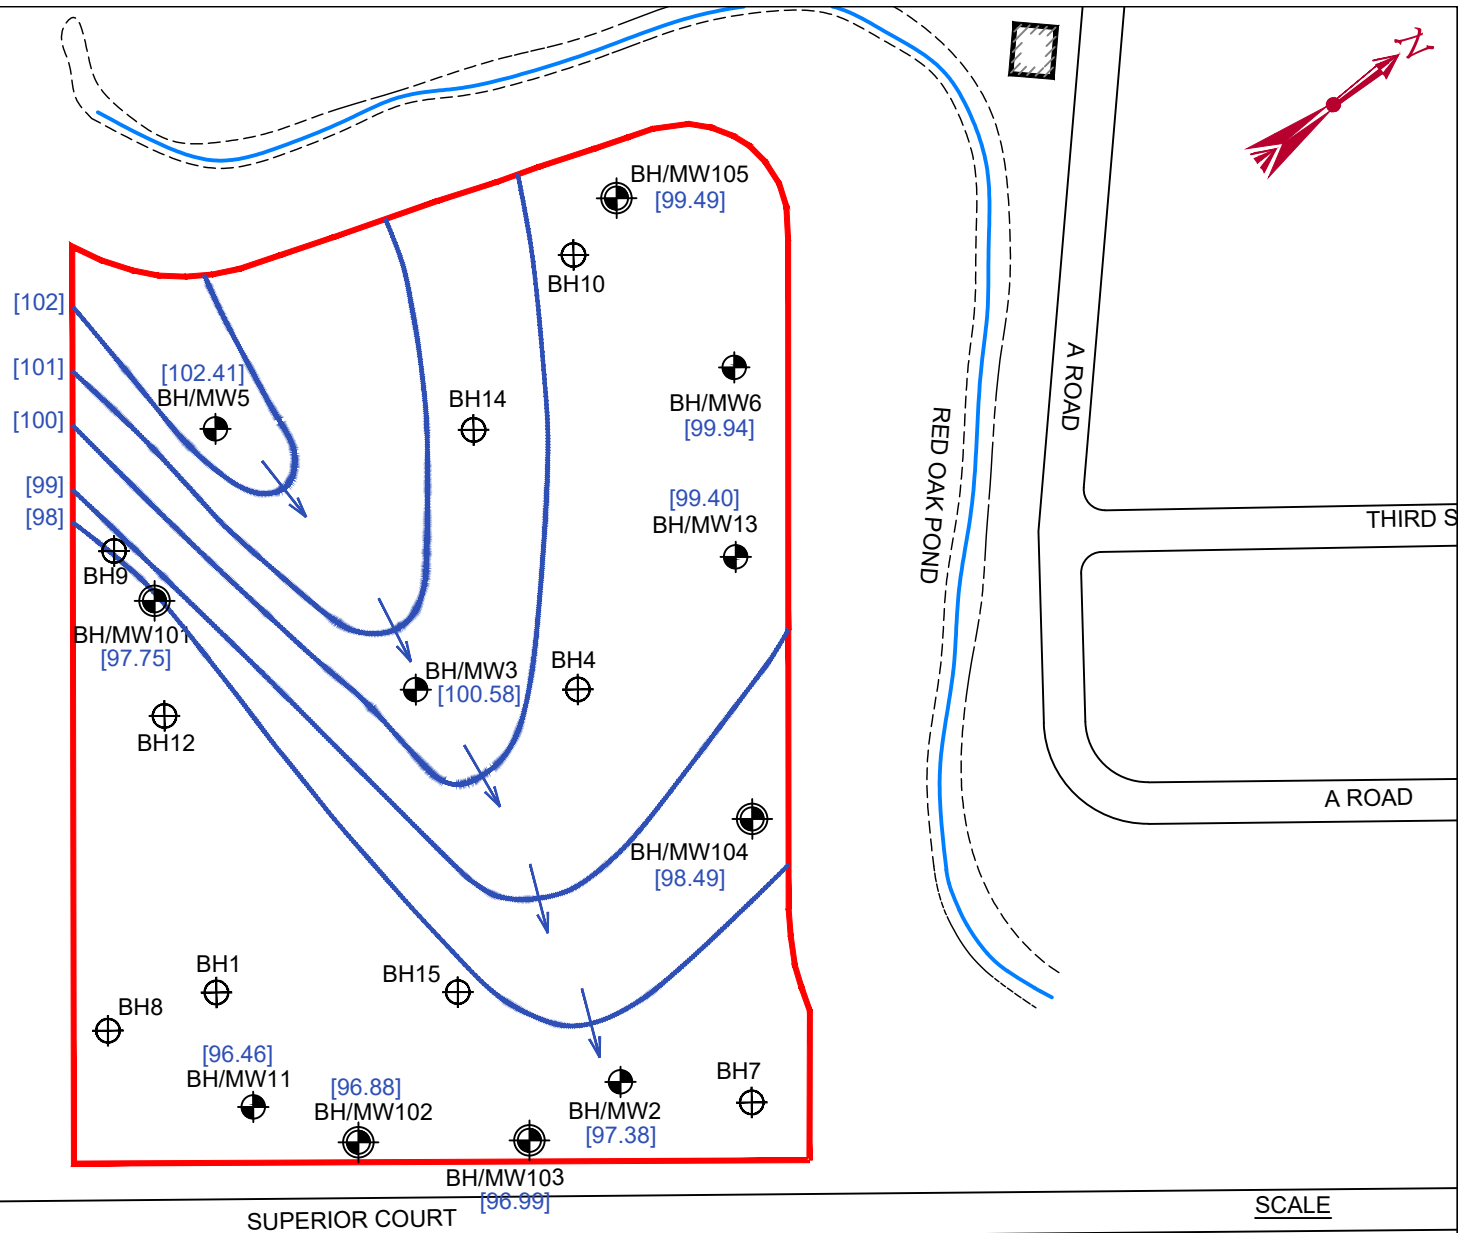 N
BH/MW105
[99.49]
BH10
[102]
[101]
[100]
[99]
[98]
[102.41]
BH/MW5
BH14
BH/MW6
[99.94]
A ROAD
RED OAK POND
[99.40]
BH/MW13
THIRD S
BH9
BH/MW101
[97.75]
BH/MW3
[100.58]
BH4
BH12
A ROAD
BH/MW104
[98.49]
BH1
BH15
BH8
[96.46]
BH/MW11
[96.88]
BH/MW102
BH7
BH/MW2
[97.38]
BH/MW103
[96.99]
SUPERIOR COURT
SCALE